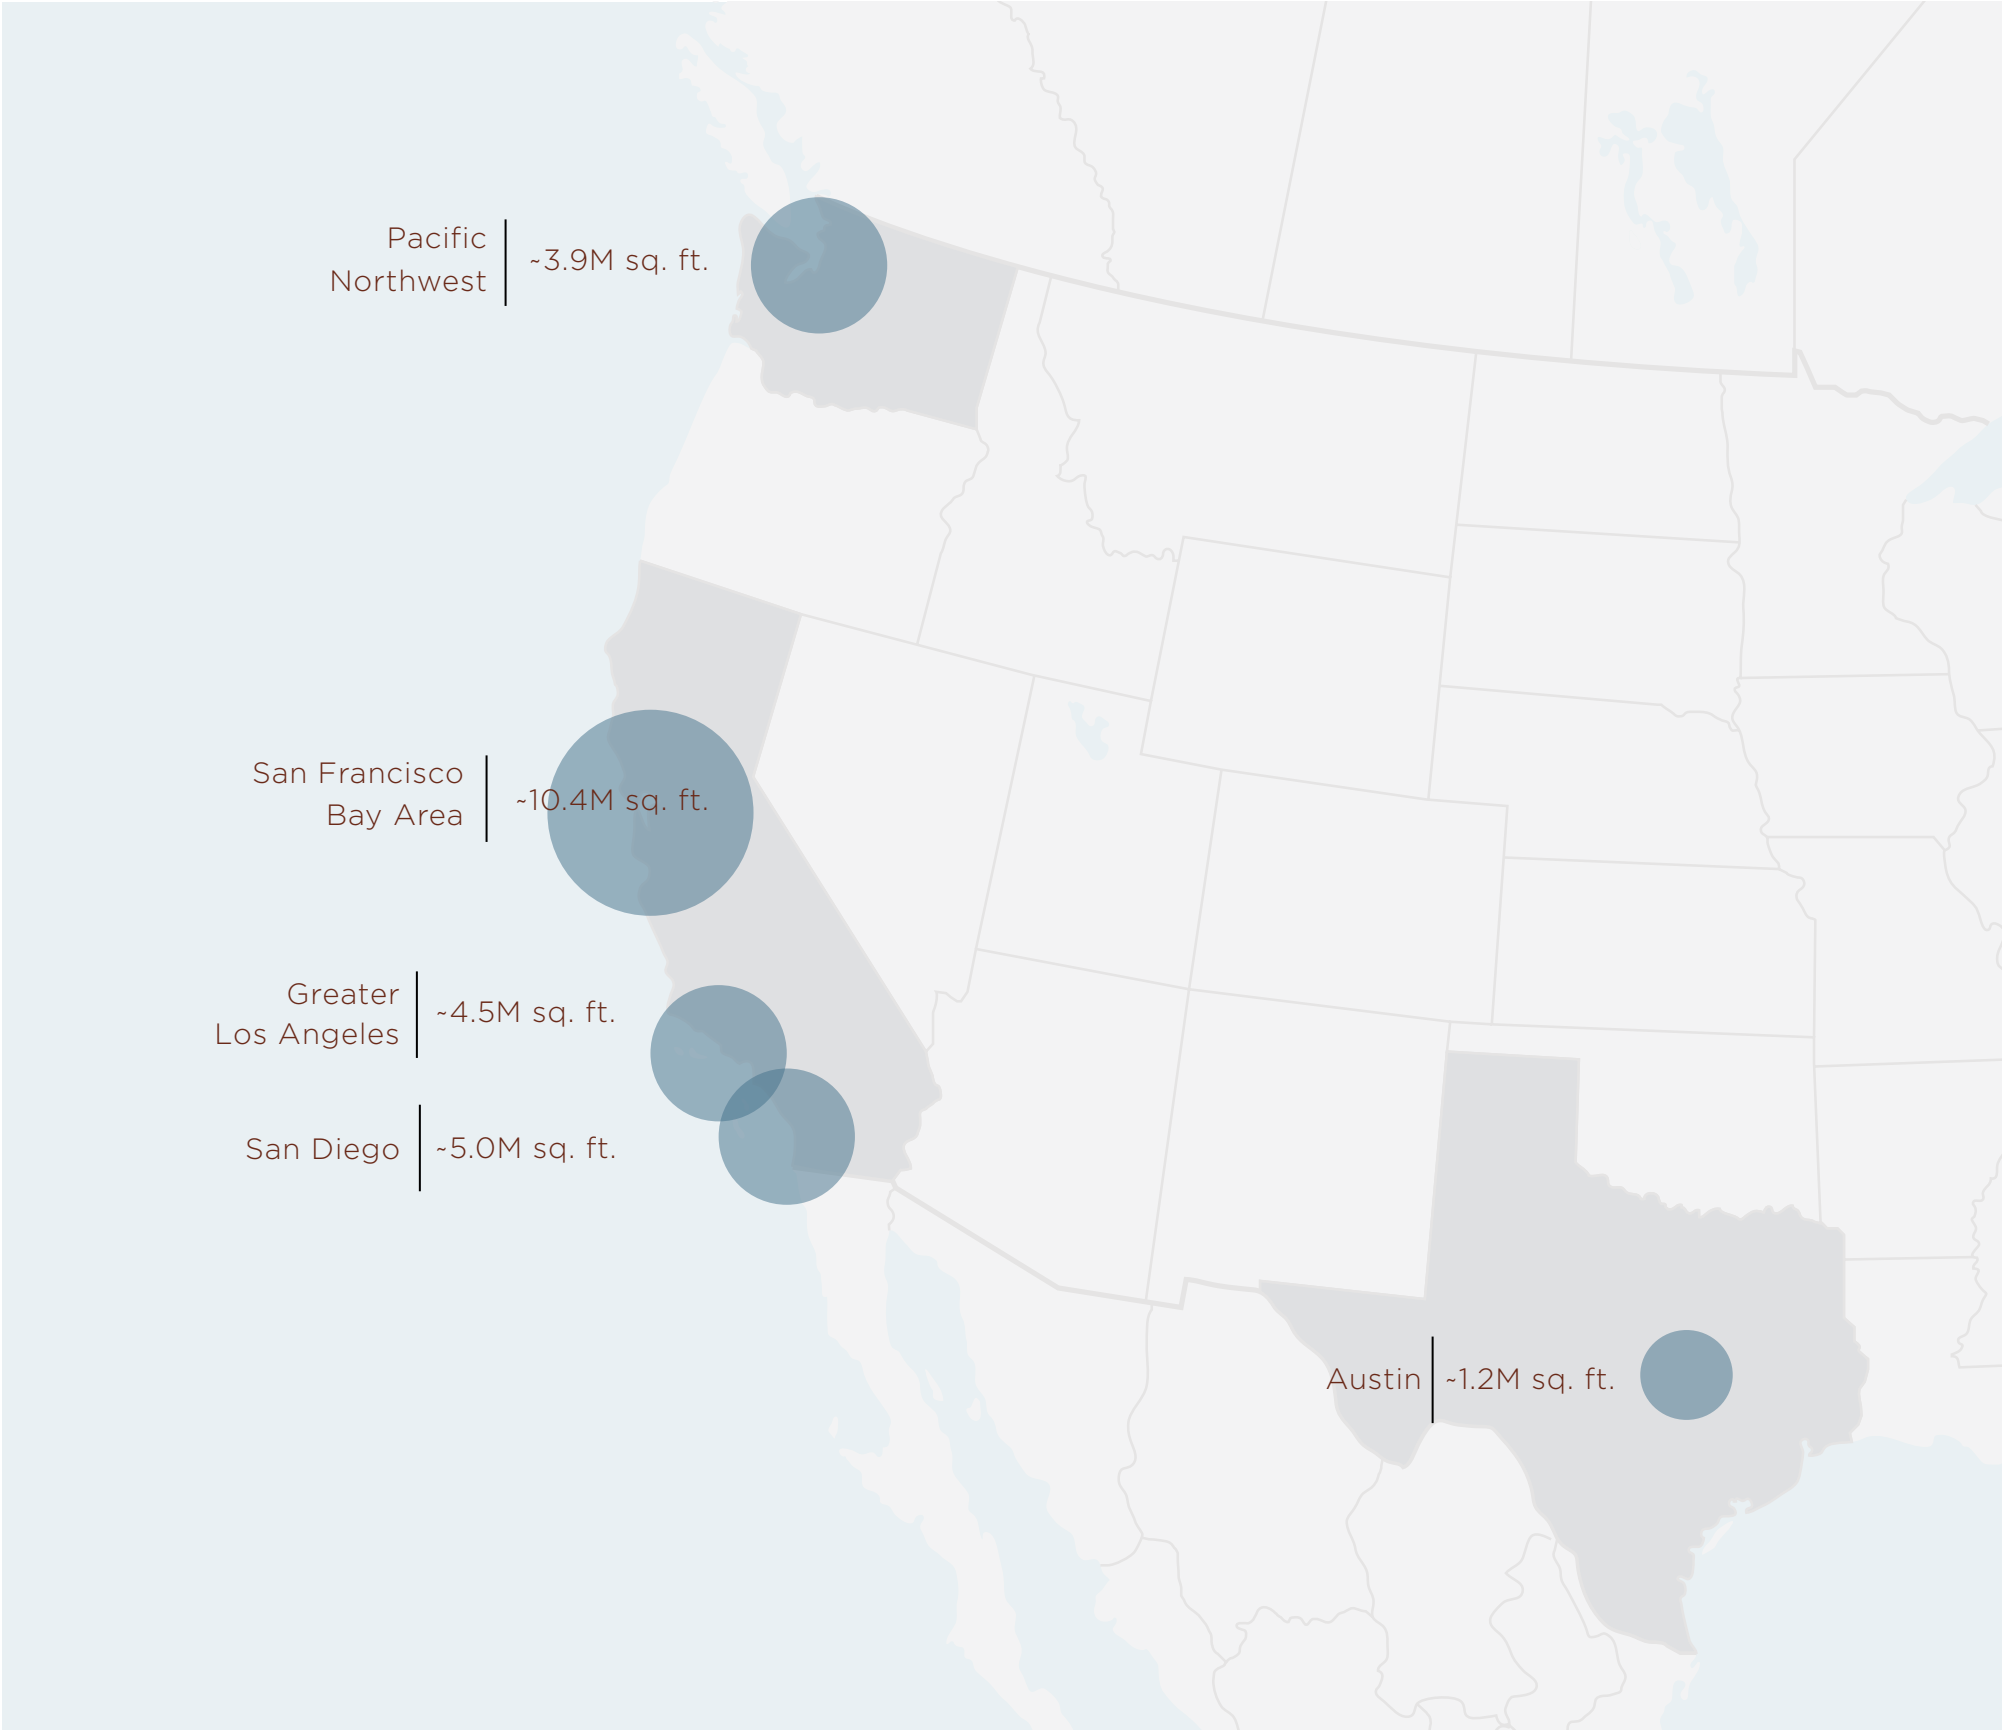 Pacific
Northwest
~3.9M sq. ft.
San Francisco
Bay Area
~10.4M sq. ft.
Greater
Los Angeles
~4.5M sq. ft.
San Diego
~5.0M sq. ft.
Austin
~1.2M sq. ft.